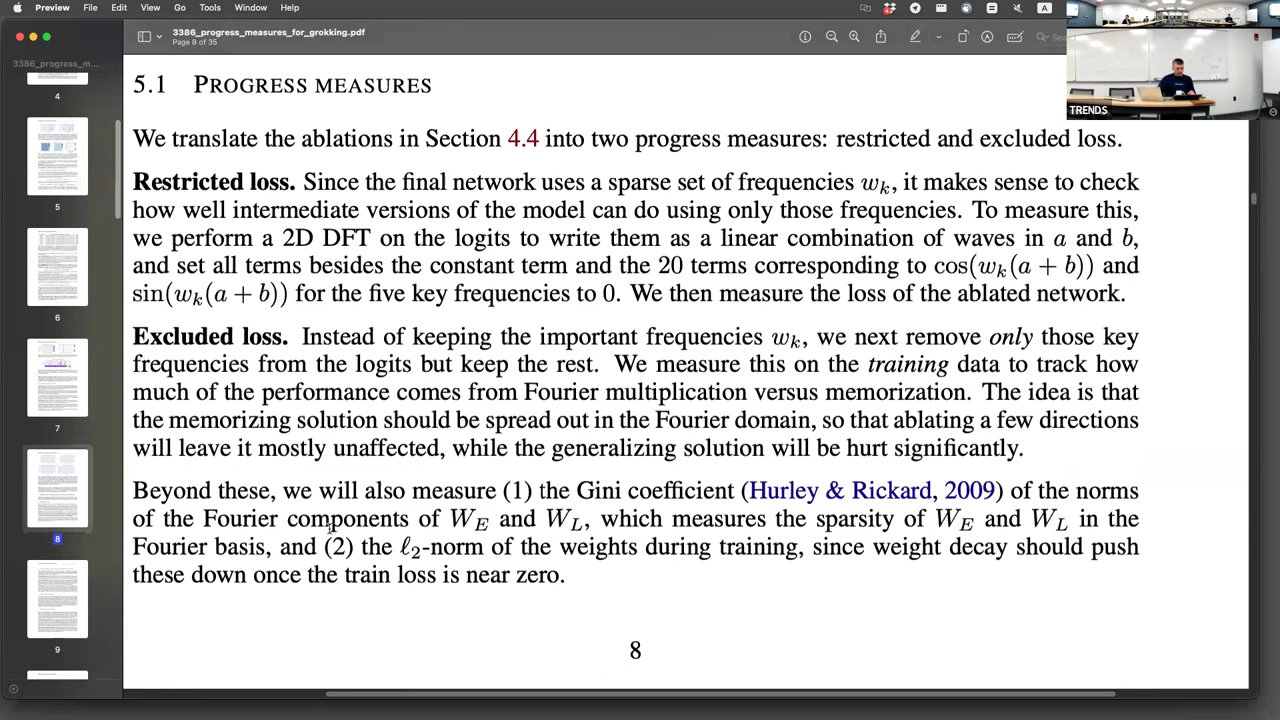 Preview File Edit View Go Tools Window Help
3386_progress_measures_for_grokking.pdf
Page 8 of 35
3386_progress_m...
4
5
6
7
8
9
TRENDS
5.1 PROGRESS MEASURES
We translate the ablations in Section 4.4 into two progress measures: restricted and excluded loss.
Restricted loss. Since the final network uses a sparse set of frequencies wₖ, it makes sense to check
how well intermediate versions of the model can do using only those frequencies. To measure this,
we perform a 2D DFT on the logits to write them as a linear combination of waves in a and b,
and set all terms besides the constant term and the 20 terms corresponding to cos(wₖ(a + b)) and
sin(wₖ(a + b)) for the five key frequencies to 0. We then measure the loss of the ablated network.
Excluded loss. Instead of keeping the important frequencies wₖ, we next remove only those key
frequencies from the logits but keep the rest. We measure this on the training data to track how
much of the performance comes from Fourier multiplication versus memorization. The idea is that
the memorizing solution should be spread out in the Fourier domain, so that ablating a few directions
will leave it mostly unaffected, while the generalizing solution will be hurt significantly.
Beyond these, we will also measure (1) the Gini coefficient (Hurley & Rickard, 2009) of the norms
of the Fourier components of W_E and W_L, which measures the sparsity of W_E and W_L in the
Fourier basis, and (2) the ℓ₂-norm of the weights during training, since weight decay should push
these down once the train loss is near zero.
8